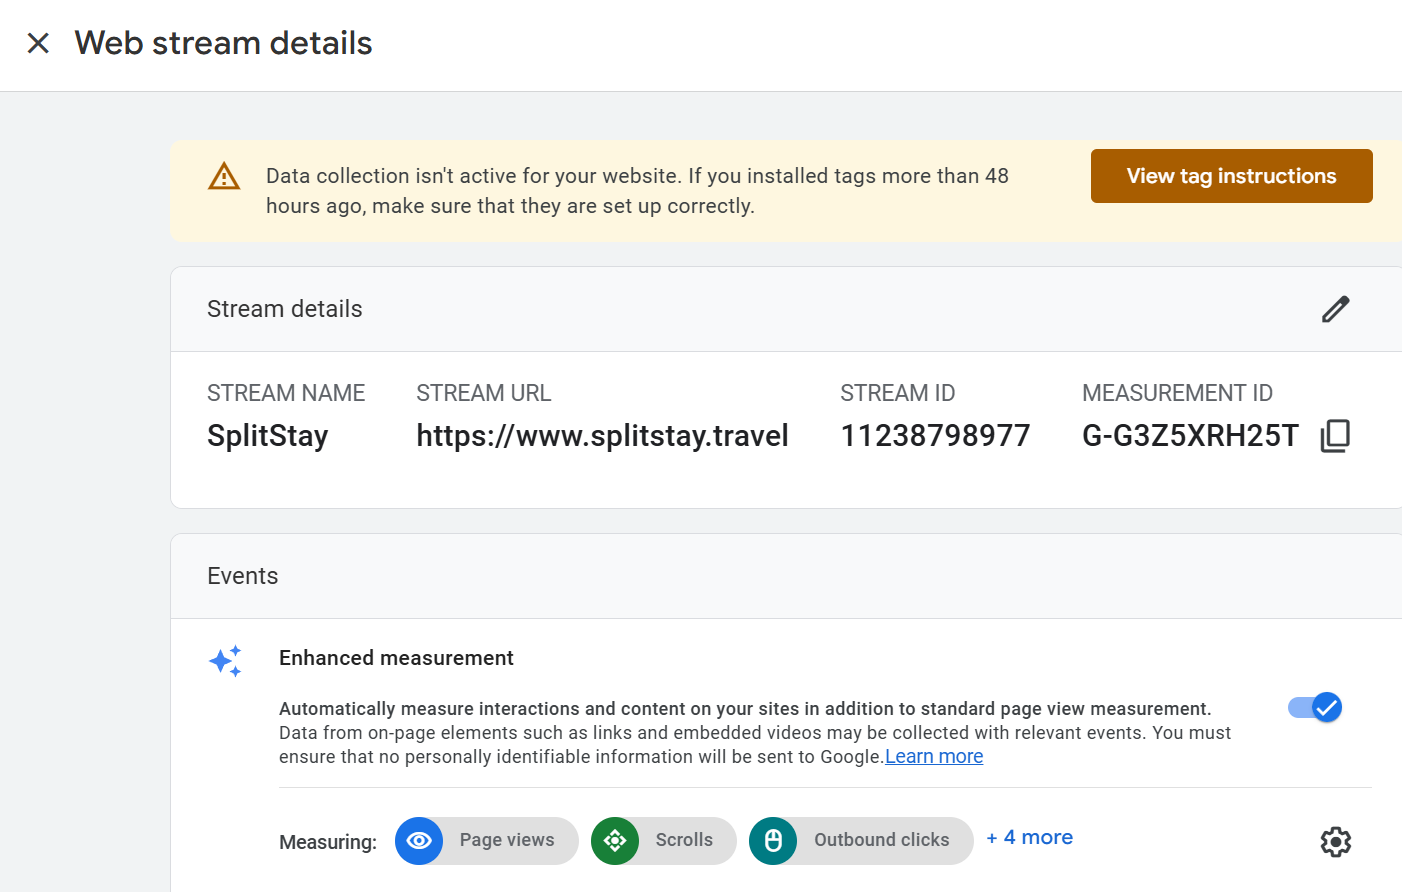 Web stream details
Data collection isn't active for your website. If you installed tags more than 48
hours ago, make sure that they are set up correctly.
View tag instructions
Stream details
STREAM NAME
SplitStay
STREAM URL
https://www.splitstay.travel
STREAM ID
11238798977
MEASUREMENT ID
G-G3Z5XRH25T
Events
Enhanced measurement
Automatically measure interactions and content on your sites in addition to standard page view measurement.
Data from on-page elements such as links and embedded videos may be collected with relevant events. You must
ensure that no personally identifiable information will be sent to Google.Learn more
Measuring: Page views Scrolls Outbound clicks + 4 more